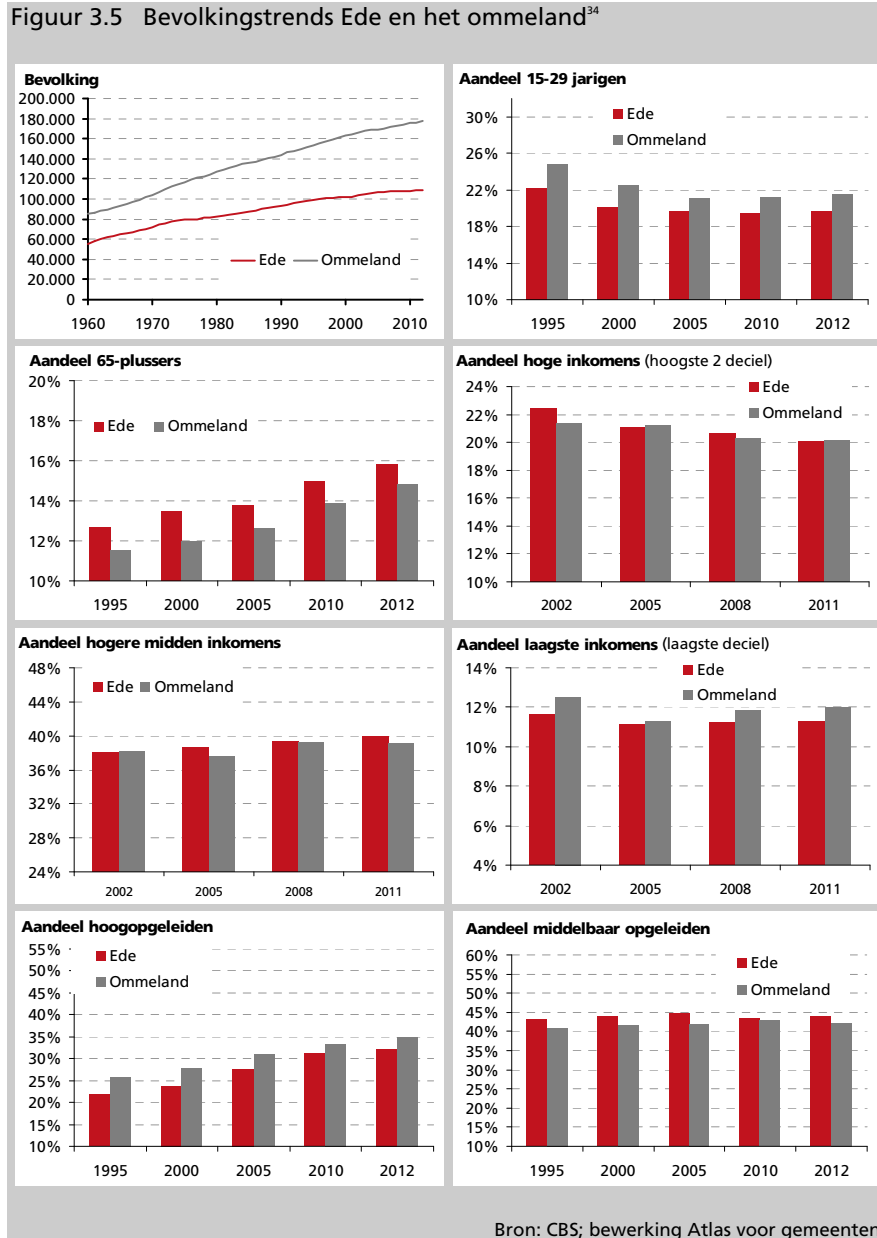 Figuur 3.5 Bevolkingstrends Ede en het ommeland³⁴
Bevolking
200.000
180.000
160.000
140.000
120.000
100.000
80.000
60.000
40.000
20.000
0
Ede Ommeland
1960 1970 1980 1990 2000 2010
Aandeel 15-29 jarigen
30%
26%
22%
18%
14%
10%
Ede
Ommeland
1995 2000 2005 2010 2012
Aandeel 65-plussers
20%
18%
16%
14%
12%
10%
Ede Ommeland
1995 2000 2005 2010 2012
Aandeel hoge inkomens (hoogste 2 deciel)
24%
22%
20%
18%
16%
14%
12%
10%
Ede
Ommeland
2002 2005 2008 2011
Aandeel hogere midden inkomens
48%
44%
40%
36%
32%
28%
24%
Ede Ommeland
2002 2005 2008 2011
Aandeel laagste inkomens (laagste deciel)
14%
12%
10%
8%
6%
4%
Ede
Ommeland
2002 2005 2008 2011
Aandeel hoogopgeleiden
55%
50%
45%
40%
35%
30%
25%
20%
15%
10%
Ede
Ommeland
1995 2000 2005 2010 2012
Aandeel middelbaar opgeleiden
60%
55%
50%
45%
40%
35%
30%
25%
20%
15%
10%
Ede
Ommeland
1995 2000 2005 2010 2012
Bron: CBS; bewerking Atlas voor gemeenten